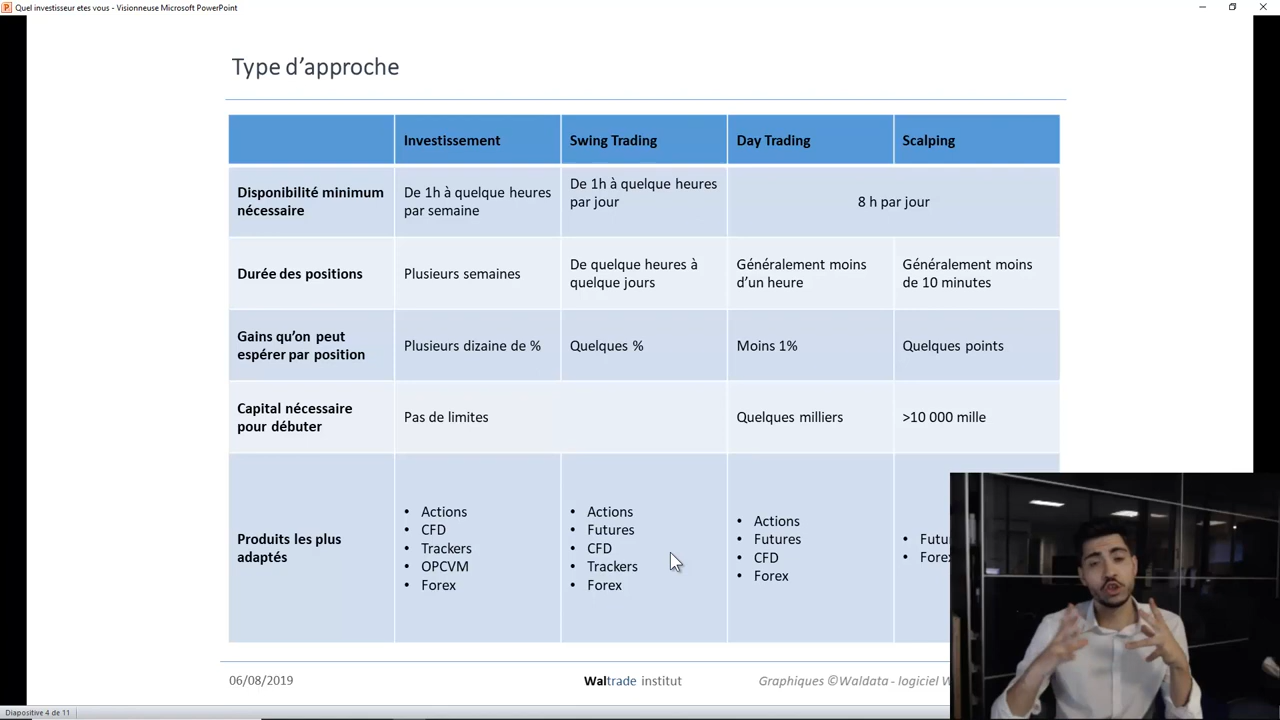 Quel investisseur etes vous - Visionneuse Microsoft PowerPoint
Type d'approche
Investissement
Swing Trading
Day Trading
Scalping
Disponibilité minimum
nécessaire
De 1h à quelque heures
par semaine
De 1h à quelque heures
par jour
8 h par jour
Durée des positions
Plusieurs semaines
De quelque heures à
quelque jours
Généralement moins
d'un heure
Généralement moins
de 10 minutes
Gains qu'on peut
espérer par position
Plusieurs dizaine de %
Quelques %
Moins 1%
Quelques points
Capital nécessaire
pour débuter
Pas de limites
Quelques milliers
>10 000 mille
Produits les plus
adaptés
• Actions
• CFD
• Trackers
• OPCVM
• Forex
• Actions
• Futures
• CFD
• Trackers
• Forex
• Actions
• Futures
• CFD
• Forex
• Futu
• Fore
06/08/2019
Waltrade institut
Graphiques ©Waldata - logiciel W
Diapositive 4 de 11